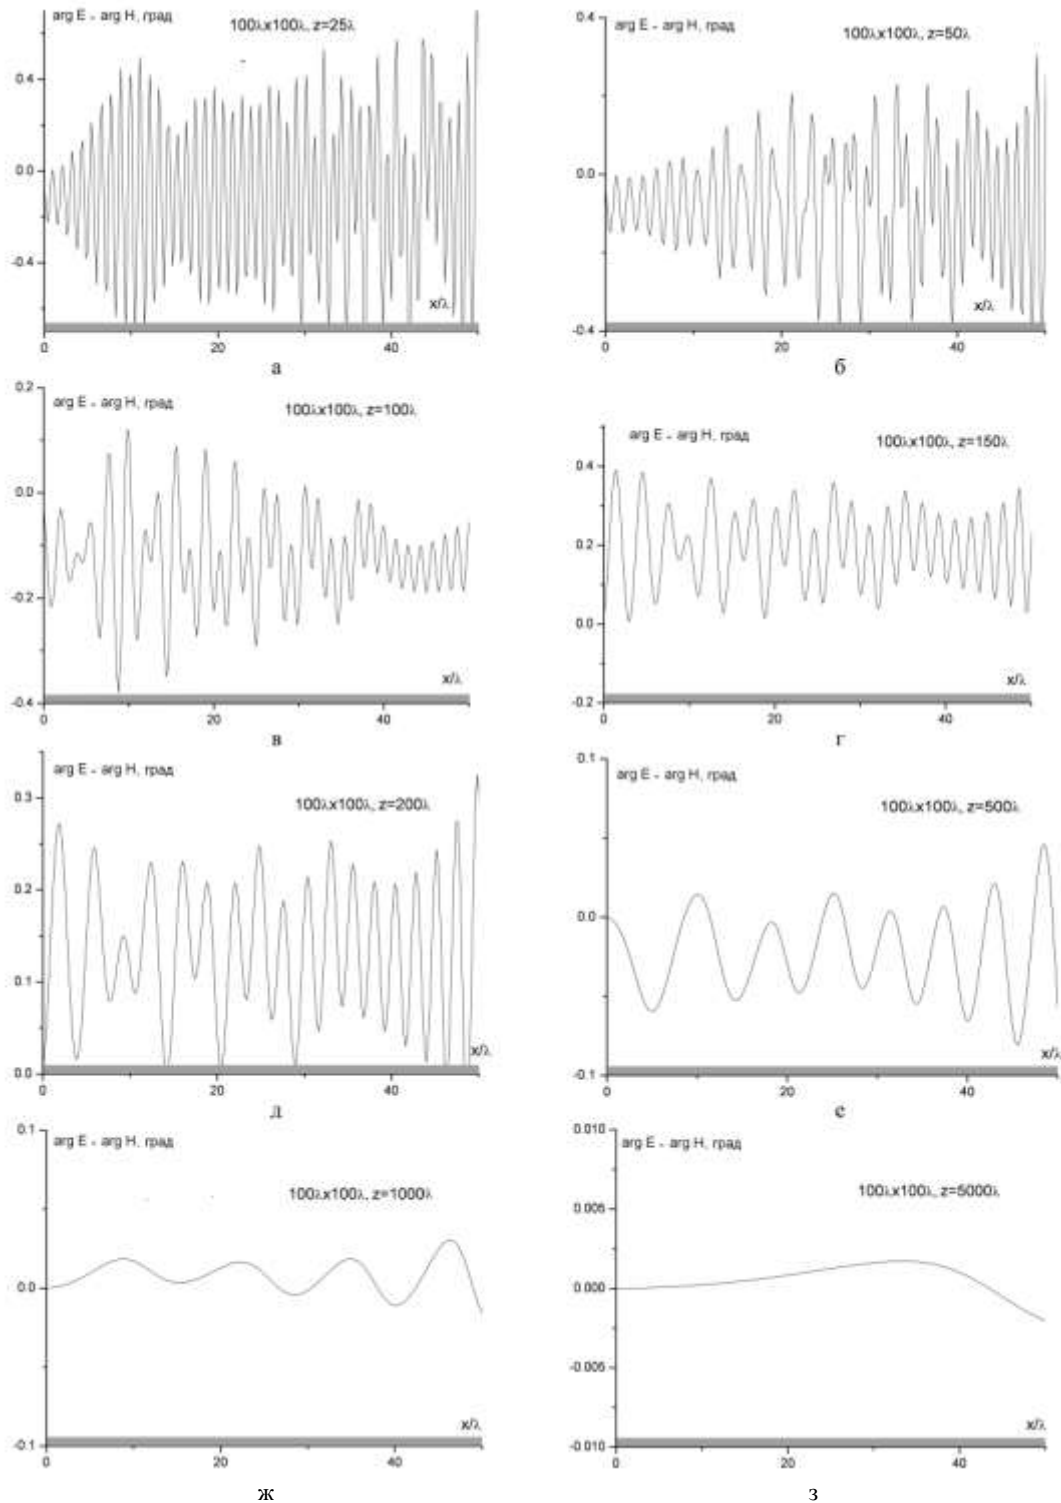 arg E - arg H, град
100λx100λ, z=25λ
0.4
0.0
-0.4
x/λ
0
40
а
0.4
arg E - arg H, град
100λx100λ, z=50λ
0.0
-0.4
x/λ
0
20
40
б
0.2
arg E - arg H, град
100λx100λ, z=100λ
0.0
-0.2
-0.4
x/λ
0
20
40
в
arg E - arg H, град
100λx100λ, z=150λ
0.4
0.2
0.0
-0.2
x/λ
0
20
40
г
arg E - arg H, град
100λx100λ, z=200λ
0.3
0.2
0.1
0.0
x/λ
0
20
40
д
0.1
arg E - arg H, град
100λx100λ, z=500λ
0.0
-0.1
x/λ
0
20
40
е
0.1
arg E - arg H, град
100λx100λ, z=1000λ
0.0
-0.1
x/λ
0
20
40
ж
0.010
arg E - arg H, град
100λx100λ, z=5000λ
0.005
0.000
-0.005
-0.010
x/λ
0
20
40
з